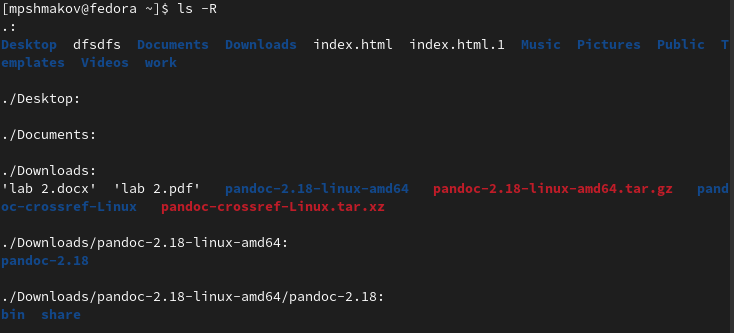 [mpshmakov@fedora ~]$ ls -R
.:
Desktop  dfsdfs  Documents  Downloads  index.html  index.html.1  Music  Pictures  Public  T
emplates  Videos  work

./Desktop:

./Documents:

./Downloads:
'lab 2.docx'  'lab 2.pdf'   pandoc-2.18-linux-amd64   pandoc-2.18-linux-amd64.tar.gz   pand
oc-crossref-Linux   pandoc-crossref-Linux.tar.xz

./Downloads/pandoc-2.18-linux-amd64:
pandoc-2.18

./Downloads/pandoc-2.18-linux-amd64/pandoc-2.18:
bin  share